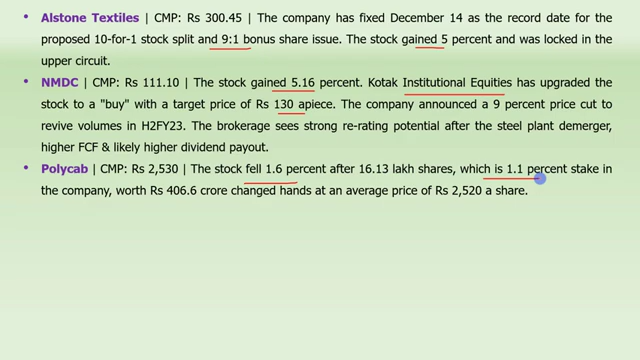 • Alstone Textiles | CMP: Rs 300.45 | The company has fixed December 14 as the record date for the
proposed 10-for-1 stock split and 9:1 bonus share issue. The stock gained 5 percent and was locked in the
upper circuit.
• NMDC | CMP: Rs 111.10 | The stock gained 5.16 percent. Kotak Institutional Equities has upgraded the
stock to a "buy" with a target price of Rs 130 apiece. The company announced a 9 percent price cut to
revive volumes in H2FY23. The brokerage sees strong re-rating potential after the steel plant demerger,
higher FCF & likely higher dividend payout.
• Polycab | CMP: Rs 2,530 | The stock fell 1.6 percent after 16.13 lakh shares, which is 1.1 percent stake in
the company, worth Rs 406.6 crore changed hands at an average price of Rs 2,520 a share.